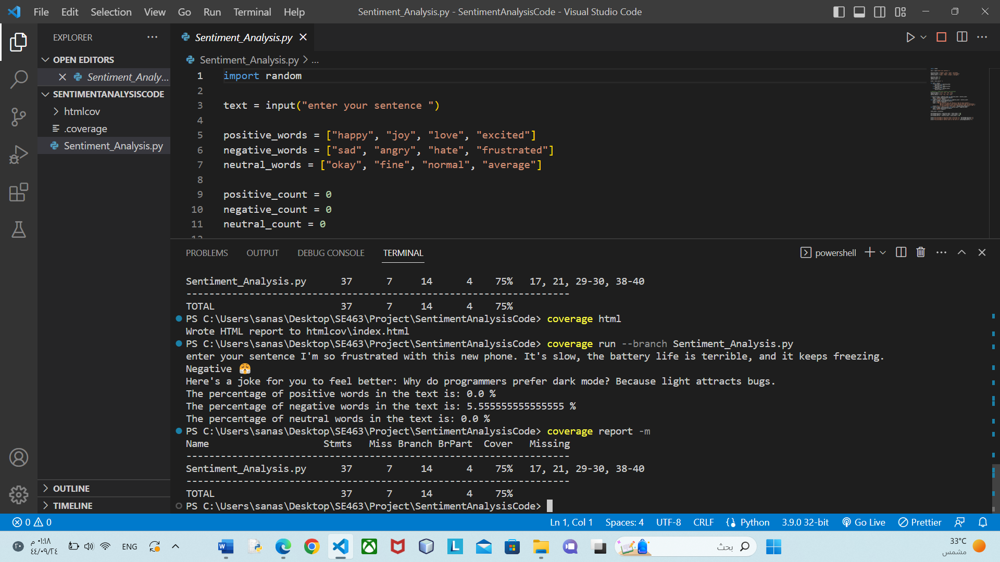 File Edit Selection View Go Run Terminal Help
Sentiment_Analysis.py - SentimentAnalysisCode - Visual Studio Code
EXPLORER
OPEN EDITORS
Sentiment_Analy...
SENTIMENTANALYSISCODE
htmlcov
.coverage
Sentiment_Analysis.py
OUTLINE
TIMELINE
Sentiment_Analysis.py
Sentiment_Analysis.py > ...
1 import random
2
3 text = input("enter your sentence ")
4
5 positive_words = ["happy", "joy", "love", "excited"]
6 negative_words = ["sad", "angry", "hate", "frustrated"]
7 neutral_words = ["okay", "fine", "normal", "average"]
8
9 positive_count = 0
10 negative_count = 0
11 neutral_count = 0
12
PROBLEMS OUTPUT DEBUG CONSOLE TERMINAL
powershell
Sentiment_Analysis.py 37 7 14 4 75% 17, 21, 29-30, 38-40
-------------------------------------------------------------------
TOTAL 37 7 14 4 75%
PS C:\Users\sanas\Desktop\SE463\Project\SentimentAnalysisCode> coverage html
Wrote HTML report to htmlcov\index.html
PS C:\Users\sanas\Desktop\SE463\Project\SentimentAnalysisCode> coverage run --branch Sentiment_Analysis.py
enter your sentence I'm so frustrated with this new phone. It's slow, the battery life is terrible, and it keeps freezing.
Negative 😤
Here's a joke for you to feel better: Why do programmers prefer dark mode? Because light attracts bugs.
The percentage of positive words in the text is: 0.0 %
The percentage of negative words in the text is: 5.555555555555555 %
The percentage of neutral words in the text is: 0.0 %
PS C:\Users\sanas\Desktop\SE463\Project\SentimentAnalysisCode> coverage report -m
Name Stmts Miss Branch BrPart Cover Missing
-------------------------------------------------------------------
Sentiment_Analysis.py 37 7 14 4 75% 17, 21, 29-30, 38-40
-------------------------------------------------------------------
TOTAL 37 7 14 4 75%
PS C:\Users\sanas\Desktop\SE463\Project\SentimentAnalysisCode>
0 0
Ln 1, Col 1 Spaces: 4 UTF-8 CRLF Python 3.9.0 32-bit Go Live Prettier
٢٠
٠١:١٨ م
٤٤/٠٩/٢٤
ENG
بحث
33°C
مشمس